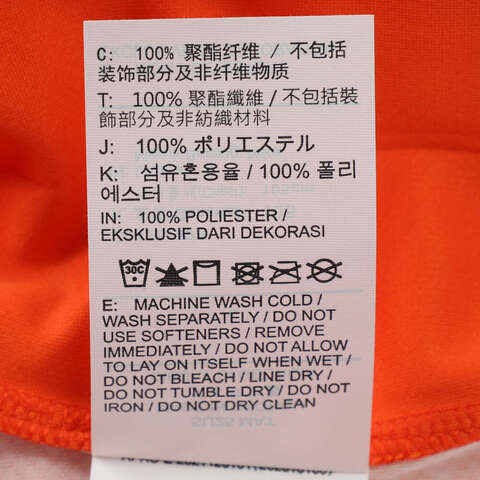 C: 100% 聚酯纤维 / 不包括
装饰部分及非纤维物质
T: 100% 聚酯纖維 / 不包括裝
飾部分及非紡織材料
J: 100% ポリエステル
K: 섬유혼용율 / 100% 폴리
에스터
IN: 100% POLIESTER /
EKSKLUSIF DARI DEKORASI
30C
E: MACHINE WASH COLD /
WASH SEPARATELY / DO NOT
USE SOFTENERS / REMOVE
IMMEDIATELY / DO NOT ALLOW
TO LAY ON ITSELF WHEN WET /
DO NOT BLEACH / LINE DRY /
DO NOT TUMBLE DRY / DO NOT
IRON / DO NOT DRY CLEAN